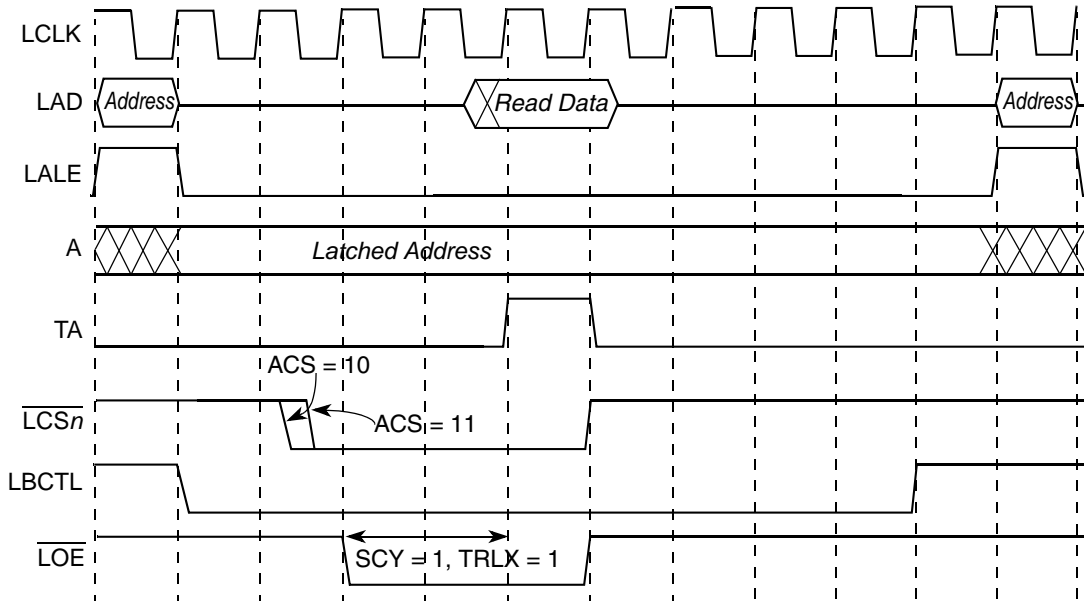 LCLK
LAD
Address
Read Data
Address
LALE
A
Latched Address
TA
ACS = 10
LCSn
ACS = 11
LBCTL
LOE
SCY = 1, TRLX = 1